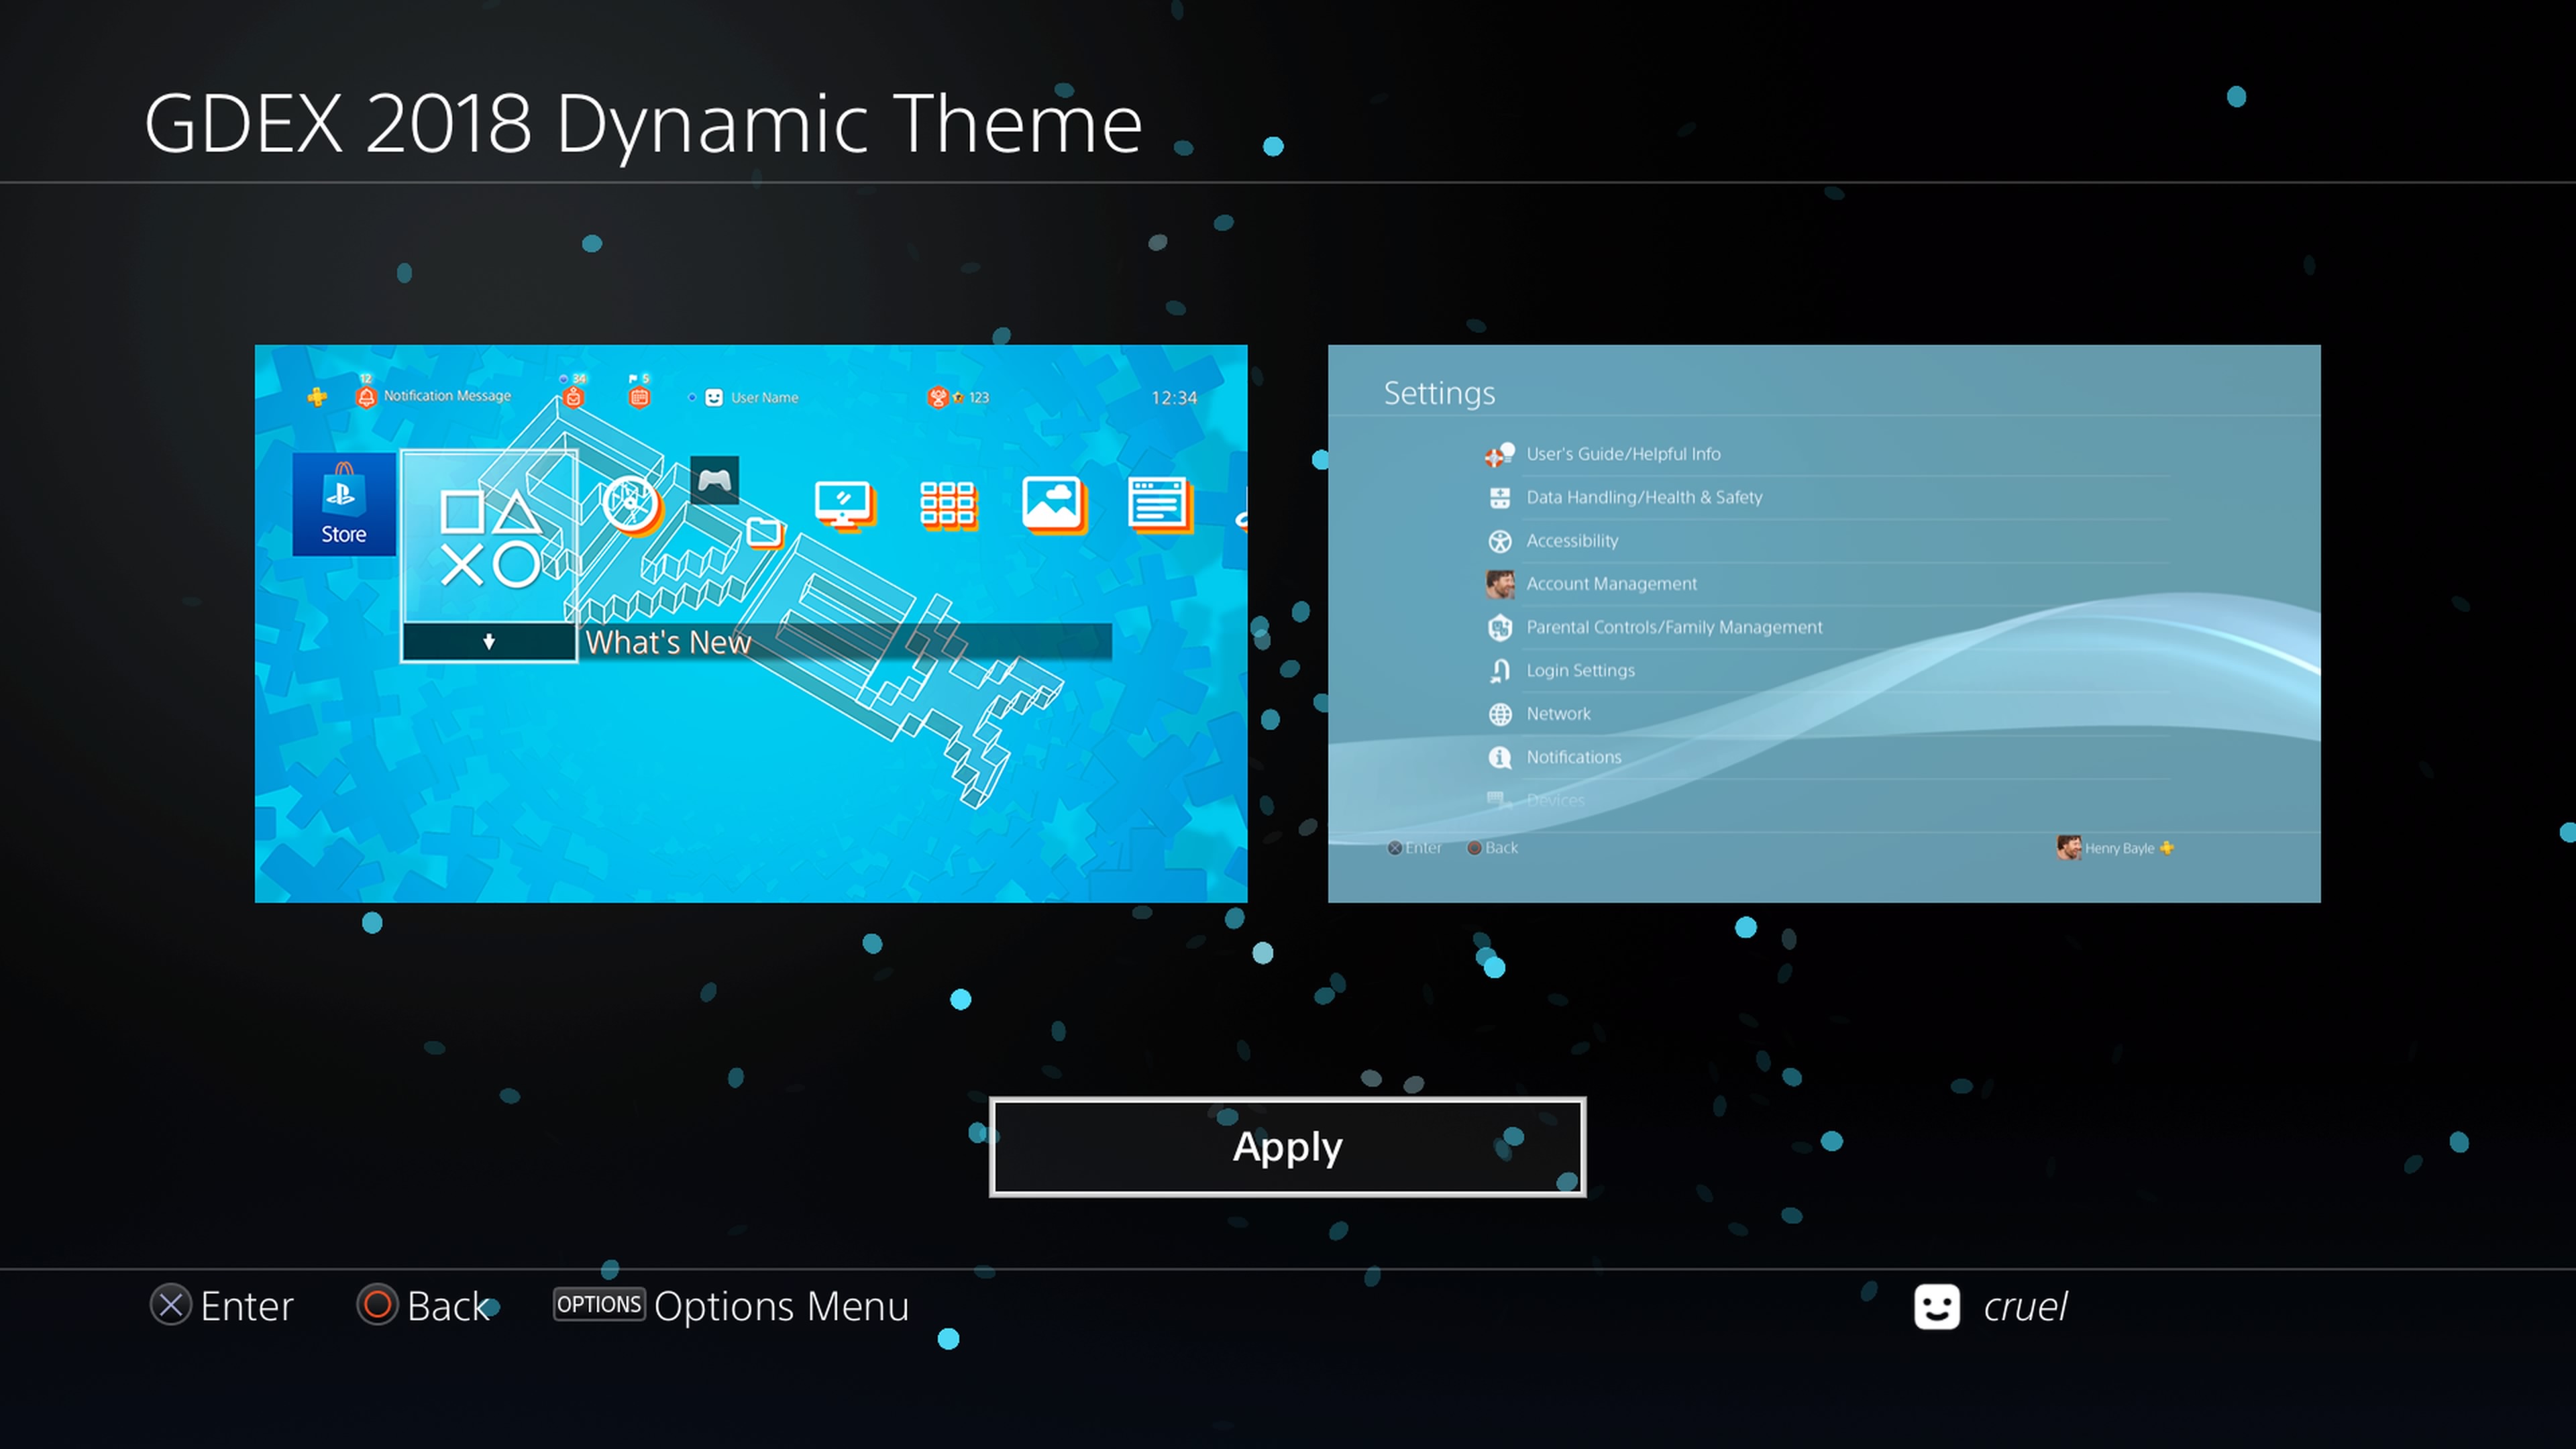 GDEX 2018 Dynamic Theme
12
Notification Message
34
5
User Name
123
12:34
Store
What's New
Settings
User's Guide/Helpful Info
Data Handling/Health & Safety
Accessibility
Account Management
Parental Controls/Family Management
Login Settings
Network
Notifications
Devices
Enter
Back
Henry Bayle
Apply
Enter
Back
OPTIONS
Options Menu
cruel